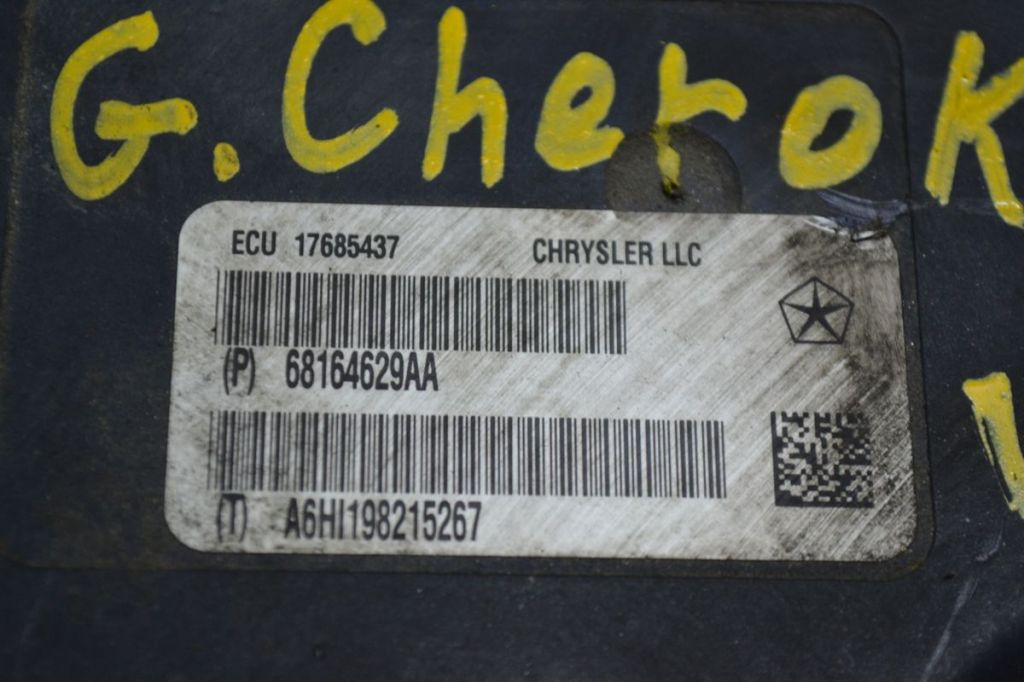 G. Cherok
ECU 17685437 CHRYSLER LLC
(P) 68164629AA
(T) A6HI198215267